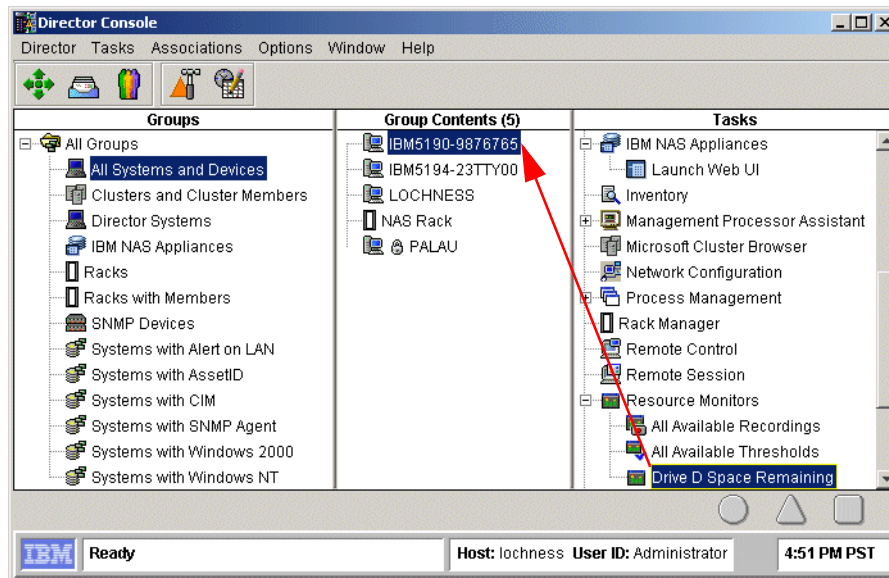 Director Console
Director Tasks Associations Options Window Help
Groups
All Groups
All Systems and Devices
Clusters and Cluster Members
Director Systems
IBM NAS Appliances
Racks
Racks with Members
SNMP Devices
Systems with Alert on LAN
Systems with AssetID
Systems with CIM
Systems with SNMP Agent
Systems with Windows 2000
Systems with Windows NT
Group Contents (5)
IBM5190-9876765
IBM5194-23TTY00
LOCHNESS
NAS Rack
PALAU
Tasks
IBM NAS Appliances
Launch Web UI
Inventory
Management Processor Assistant
Microsoft Cluster Browser
Network Configuration
Process Management
Rack Manager
Remote Control
Remote Session
Resource Monitors
All Available Recordings
All Available Thresholds
Drive D Space Remaining
IBM Ready Host: lochness User ID: Administrator 4:51 PM PST